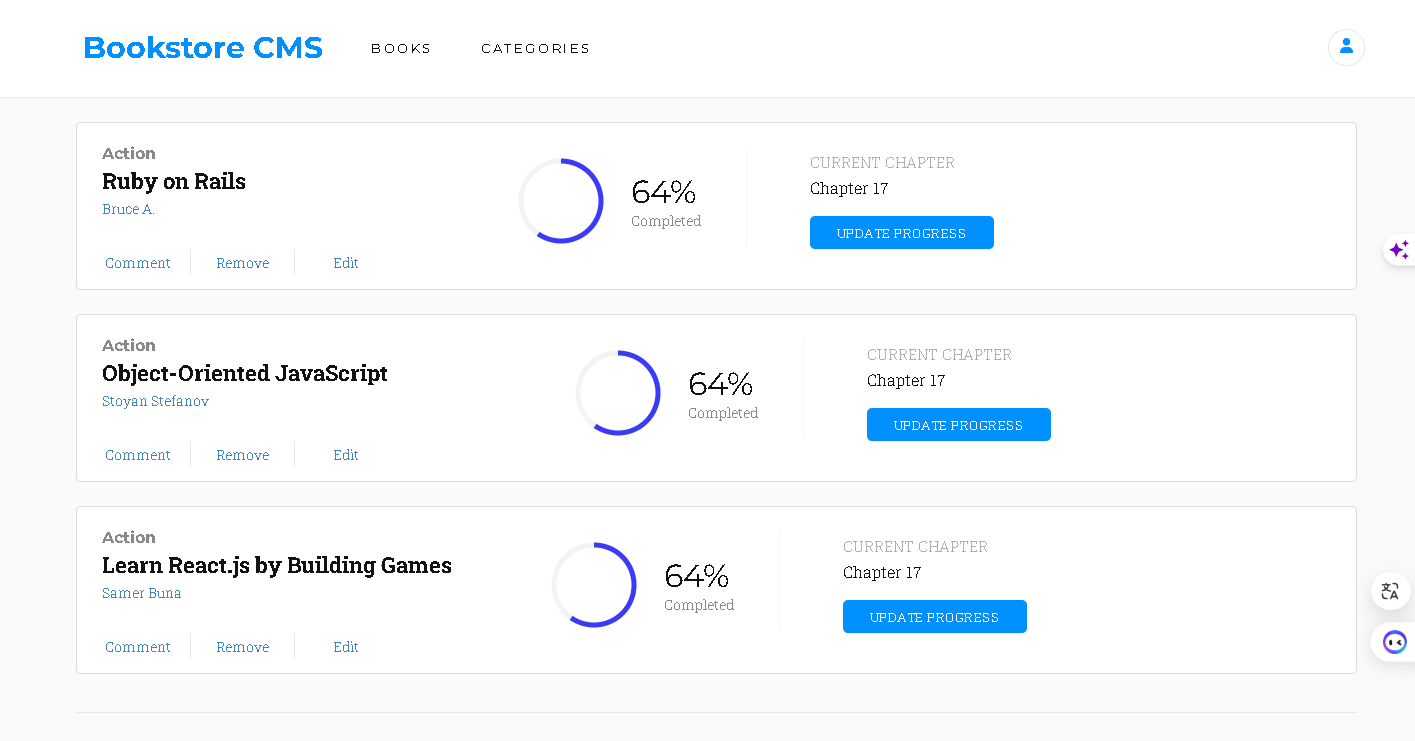 Bookstore CMS
BOOKS
CATEGORIES
Action
Ruby on Rails
Bruce A.
Comment
Remove
Edit
64%
Completed
CURRENT CHAPTER
Chapter 17
UPDATE PROGRESS
Action
Object-Oriented JavaScript
Stoyan Stefanov
Comment
Remove
Edit
64%
Completed
CURRENT CHAPTER
Chapter 17
UPDATE PROGRESS
Action
Learn React.js by Building Games
Samer Buna
Comment
Remove
Edit
64%
Completed
CURRENT CHAPTER
Chapter 17
UPDATE PROGRESS